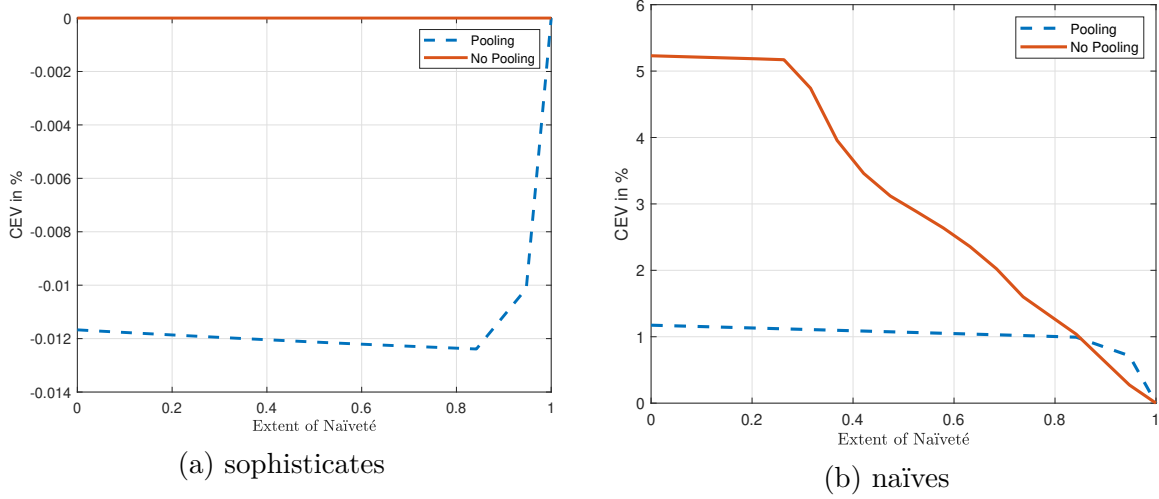 0
-0.002
-0.004
-0.006
-0.008
-0.01
-0.012
-0.014
CEV in %
0 0.2 0.4 0.6 0.8 1
Extent of Naïveté
Pooling
No Pooling
(a) sophisticates
6
5
4
3
2
1
0
CEV in %
0 0.2 0.4 0.6 0.8 1
Extent of Naïveté
Pooling
No Pooling
(b) naïves